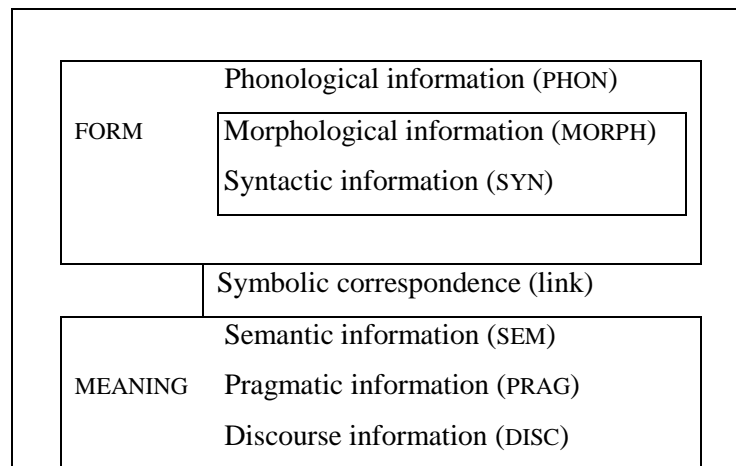 Phonological information (PHON)
FORM Morphological information (MORPH)
Syntactic information (SYN)
Symbolic correspondence (link)
Semantic information (SEM)
MEANING Pragmatic information (PRAG)
Discourse information (DISC)